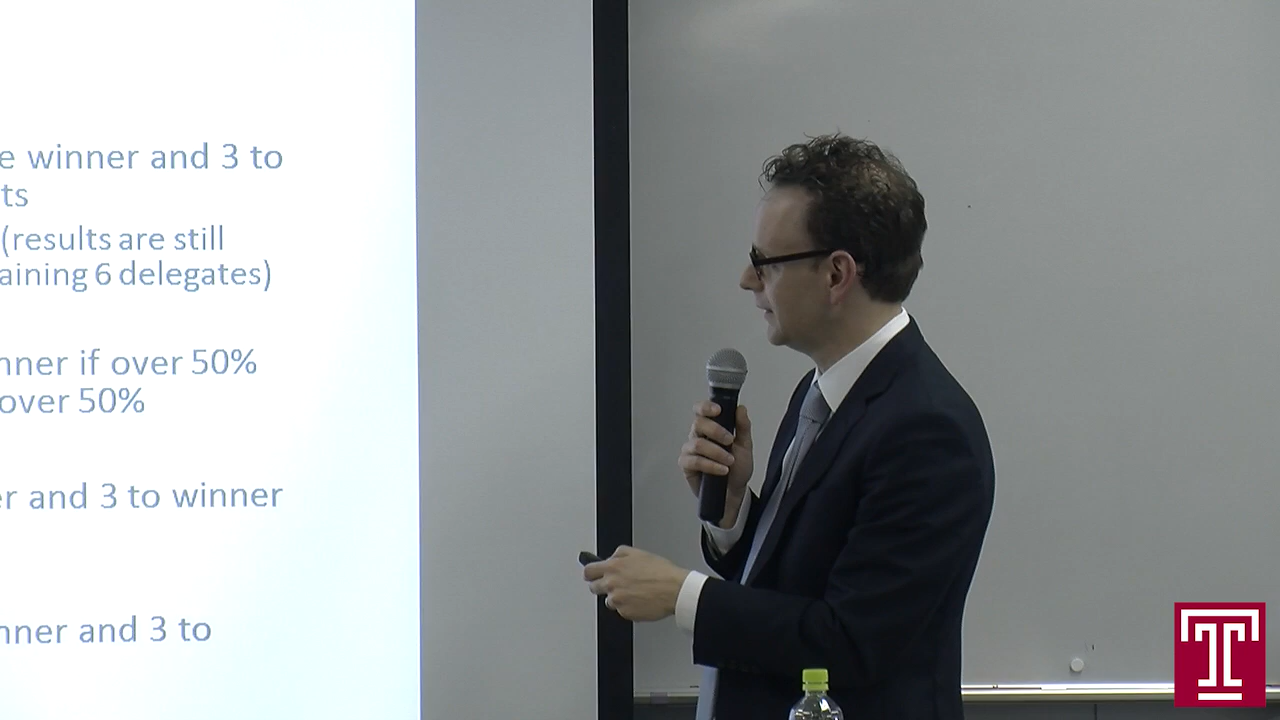 e winner and 3 to
ts
(results are still
aining 6 delegates)
nner if over 50%
over 50%
er and 3 to winner
nner and 3 to
T